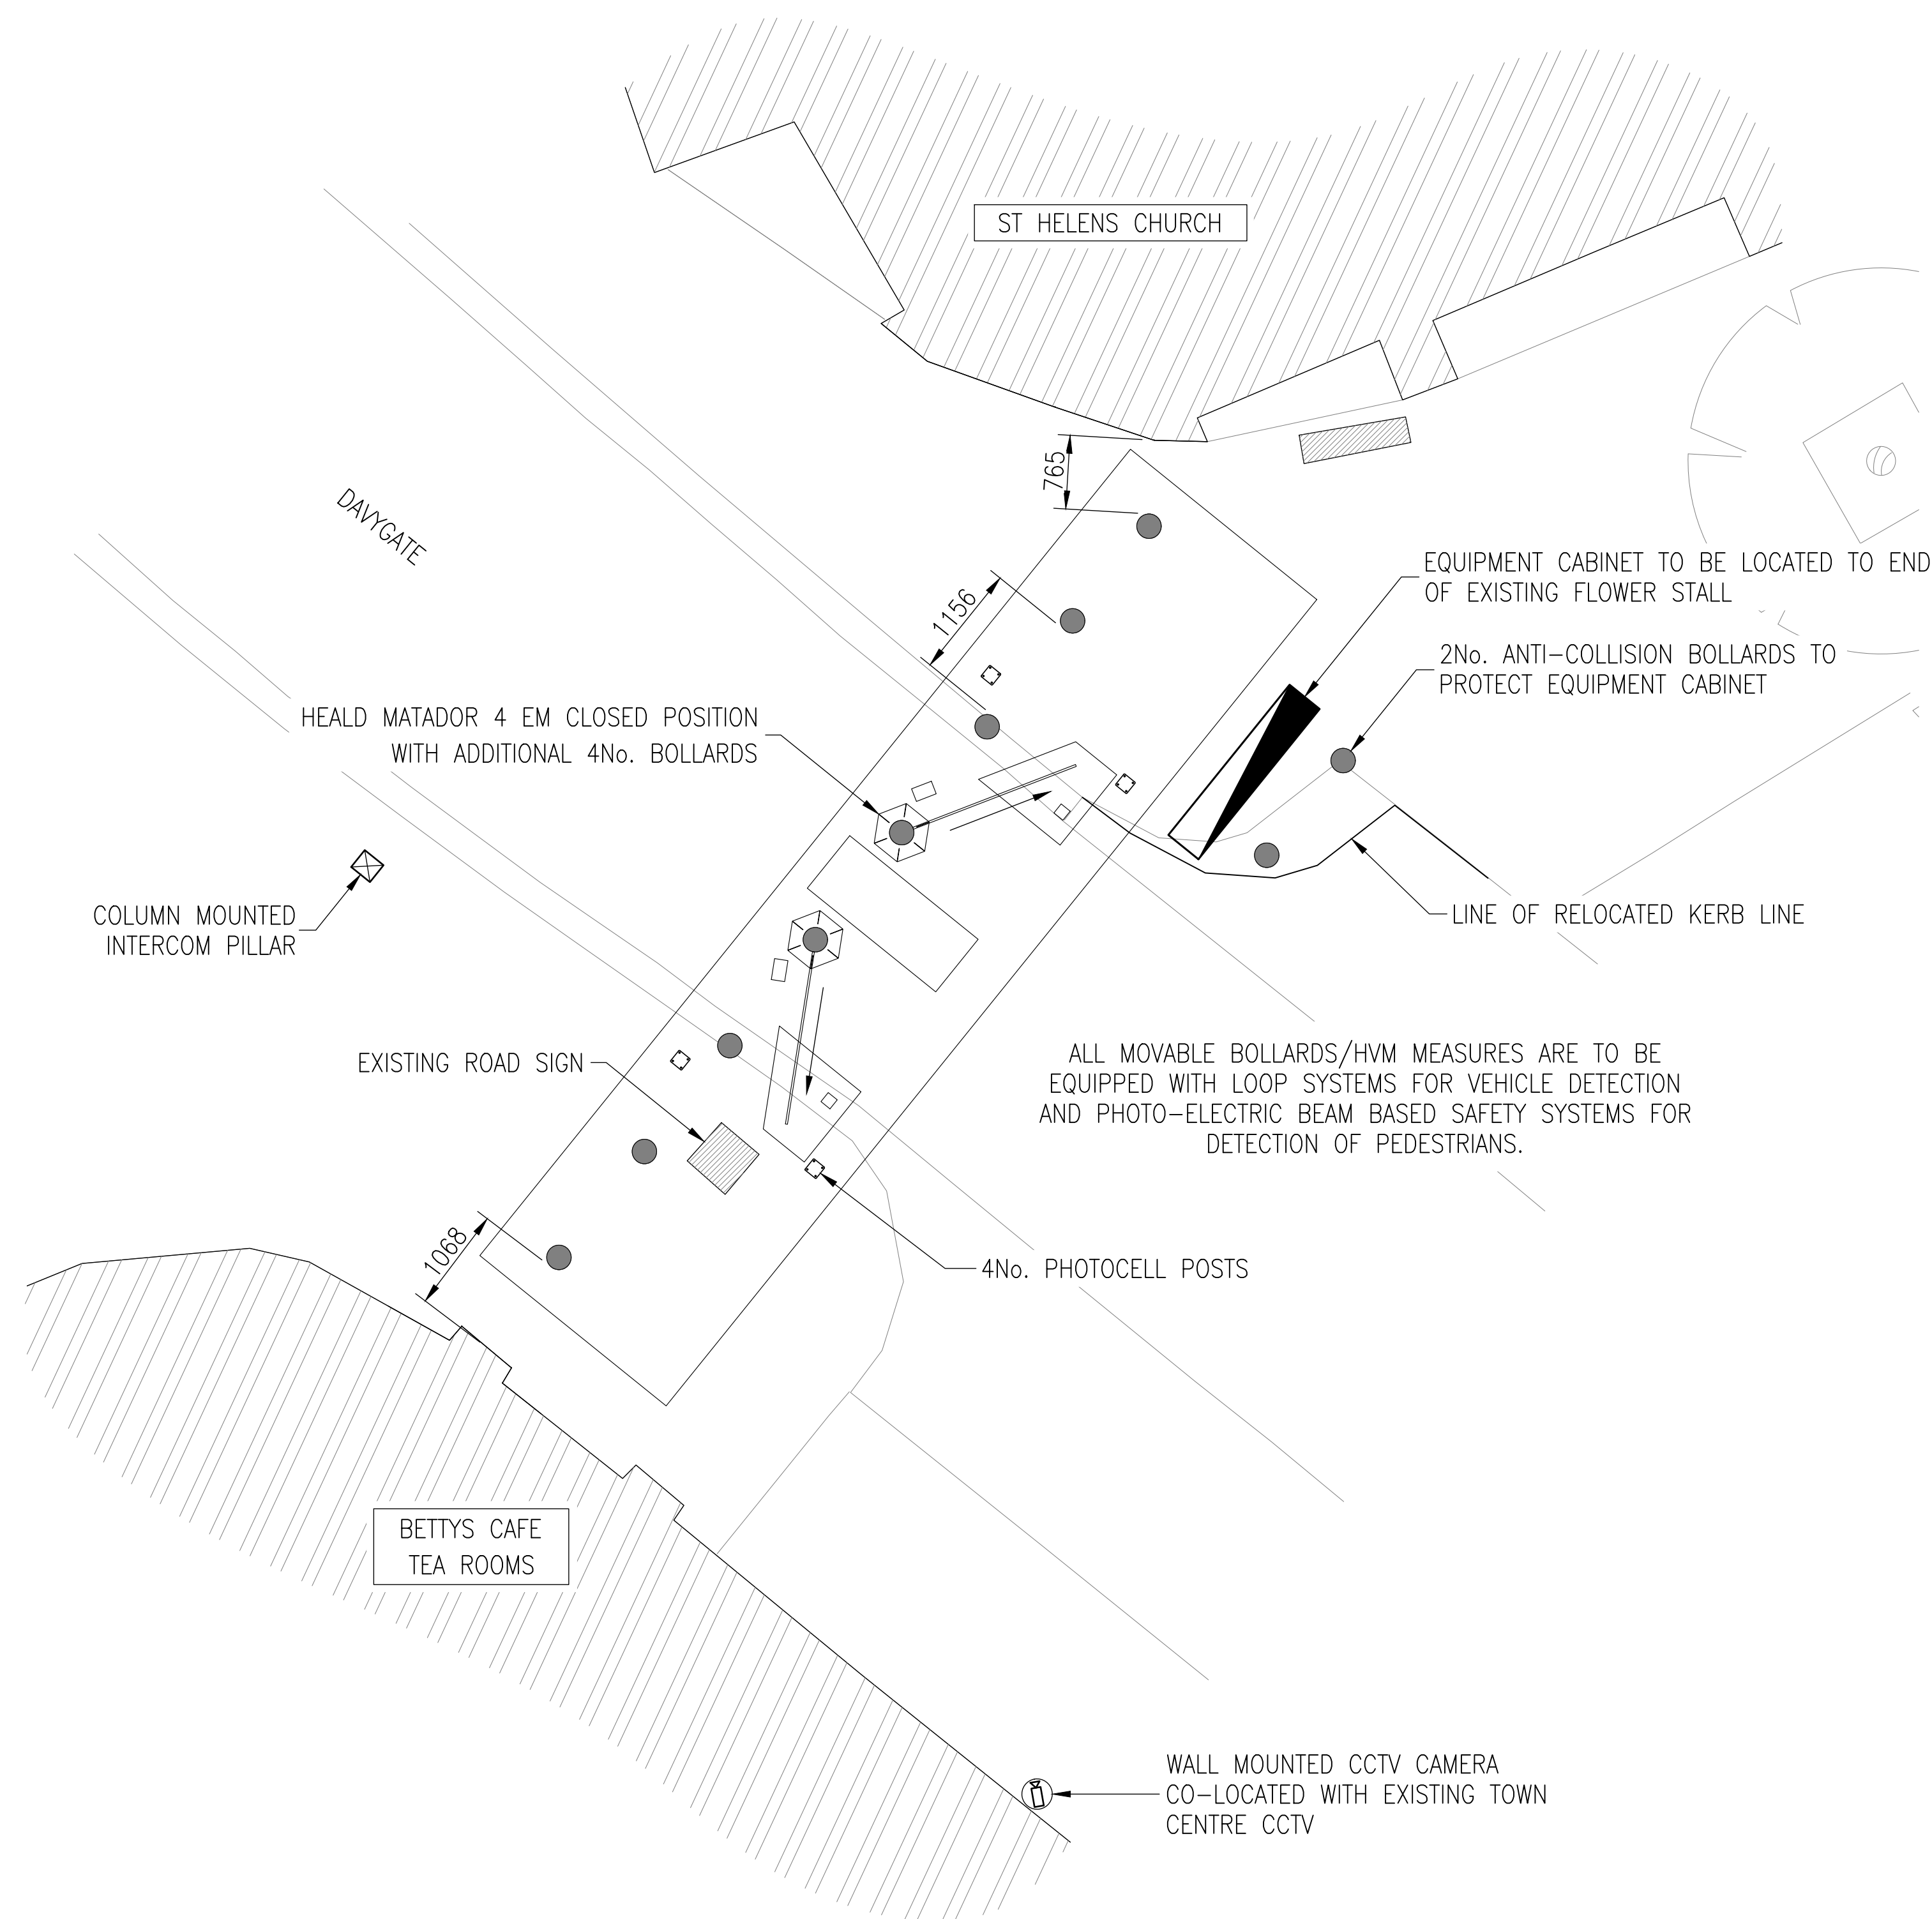 ST HELENS CHURCH
765
DAVYGATE
EQUIPMENT CABINET TO BE LOCATED TO END
OF EXISTING FLOWER STALL
1156
2No. ANTI-COLLISION BOLLARDS TO
PROTECT EQUIPMENT CABINET
HEALD MATADOR 4 EM CLOSED POSITION
WITH ADDITIONAL 4No. BOLLARDS
COLUMN MOUNTED
INTERCOM PILLAR
LINE OF RELOCATED KERB LINE
EXISTING ROAD SIGN
ALL MOVABLE BOLLARDS/HVM MEASURES ARE TO BE
EQUIPPED WITH LOOP SYSTEMS FOR VEHICLE DETECTION
AND PHOTO-ELECTRIC BEAM BASED SAFETY SYSTEMS FOR
DETECTION OF PEDESTRIANS.
1068
4No. PHOTOCELL POSTS
BETTYS CAFE
TEA ROOMS
WALL MOUNTED CCTV CAMERA
CO-LOCATED WITH EXISTING TOWN
CENTRE CCTV